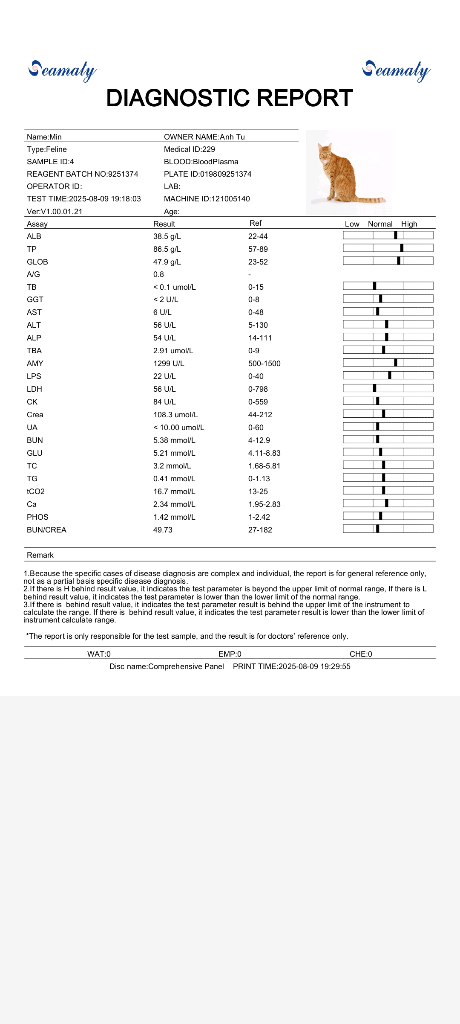 Seamaty Seamaty
DIAGNOSTIC REPORT
Name:Min OWNER NAME:Anh Tu
Type:Feline Medical ID:229
SAMPLE ID:4 BLOOD:BloodPlasma
REAGENT BATCH NO:9251374 PLATE ID:019809251374
OPERATOR ID: LAB:
TEST TIME:2025-08-09 19:18:03 MACHINE ID:121005140
Ver:V1.00.01.21 Age:
Assay Result Ref Low Normal High
ALB 38.5 g/L 22-44
TP 86.5 g/L 57-89
GLOB 47.9 g/L 23-52
A/G 0.8 -
TB < 0.1 umol/L 0-15
GGT < 2 U/L 0-8
AST 6 U/L 0-48
ALT 56 U/L 5-130
ALP 54 U/L 14-111
TBA 2.91 umol/L 0-9
AMY 1299 U/L 500-1500
LPS 22 U/L 0-40
LDH 56 U/L 0-798
CK 84 U/L 0-559
Crea 108.3 umol/L 44-212
UA < 10.00 umol/L 0-60
BUN 5.38 mmol/L 4-12.9
GLU 5.21 mmol/L 4.11-8.83
TC 3.2 mmol/L 1.68-5.81
TG 0.41 mmol/L 0-1.13
tCO2 16.7 mmol/L 13-25
Ca 2.34 mmol/L 1.95-2.83
PHOS 1.42 mmol/L 1-2.42
BUN/CREA 49.73 27-182
Remark
1.Because the specific cases of disease diagnosis are complex and individual, the report is for general reference only,
not as a partial basis specific disease diagnosis.
2.If there is H behind result value, it indicates the test parameter is beyond the upper limit of normal range, If there is L
behind result value, it indicates the test parameter is lower than the lower limit of the normal range.
3.If there is  behind result value, it indicates the test parameter result is behind the upper limit of the instrument to
calculate the range. If there is  behind result value, it indicates the test parameter result is lower than the lower limit of
instrument calculate range.
*The report is only responsible for the test sample, and the result is for doctors' reference only.
WAT:0 EMP:0 CHE:0
Disc name:Comprehensive Panel PRINT TIME:2025-08-09 19:29:55